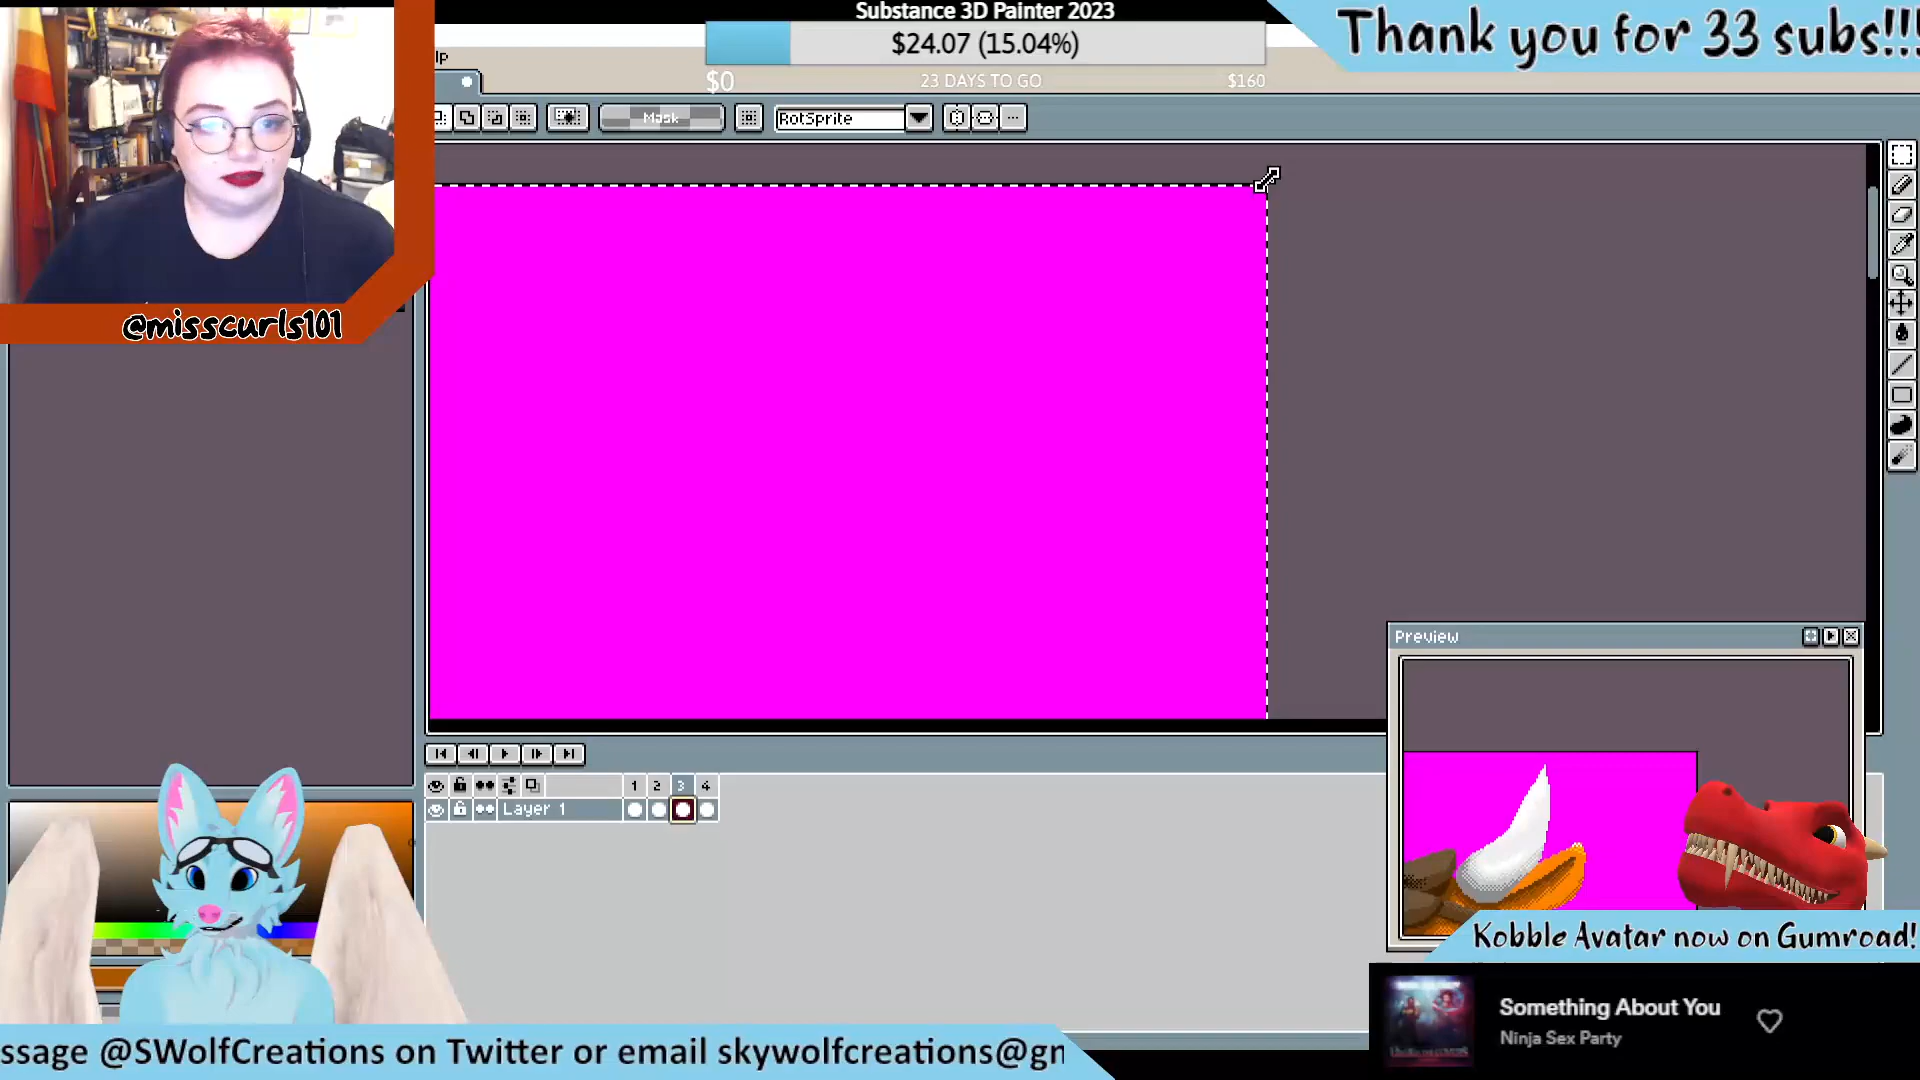 Substance 3D Painter 2023
$24.07 (15.04%)
$0
23 DAYS TO GO
$160
Thank you for 33 subs!!!
lp
Mask
RotSprite
@misscurls101
Preview
1 2 3 4
Layer 1
Kobble Avatar now on Gumroad!
Something About You
Ninja Sex Party
ssage @SWolfCreations on Twitter or email skywolfcreations@gm